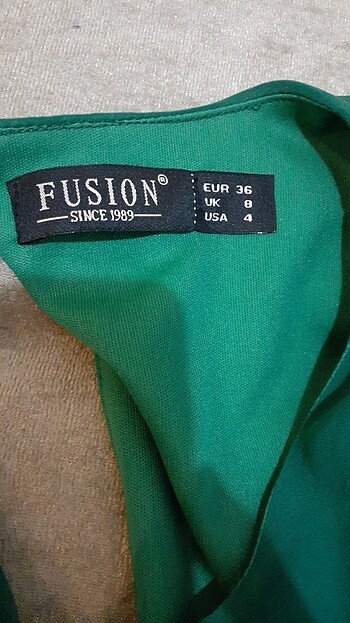 FUSION®
SINCE 1989
EUR 36
UK 8
USA 4